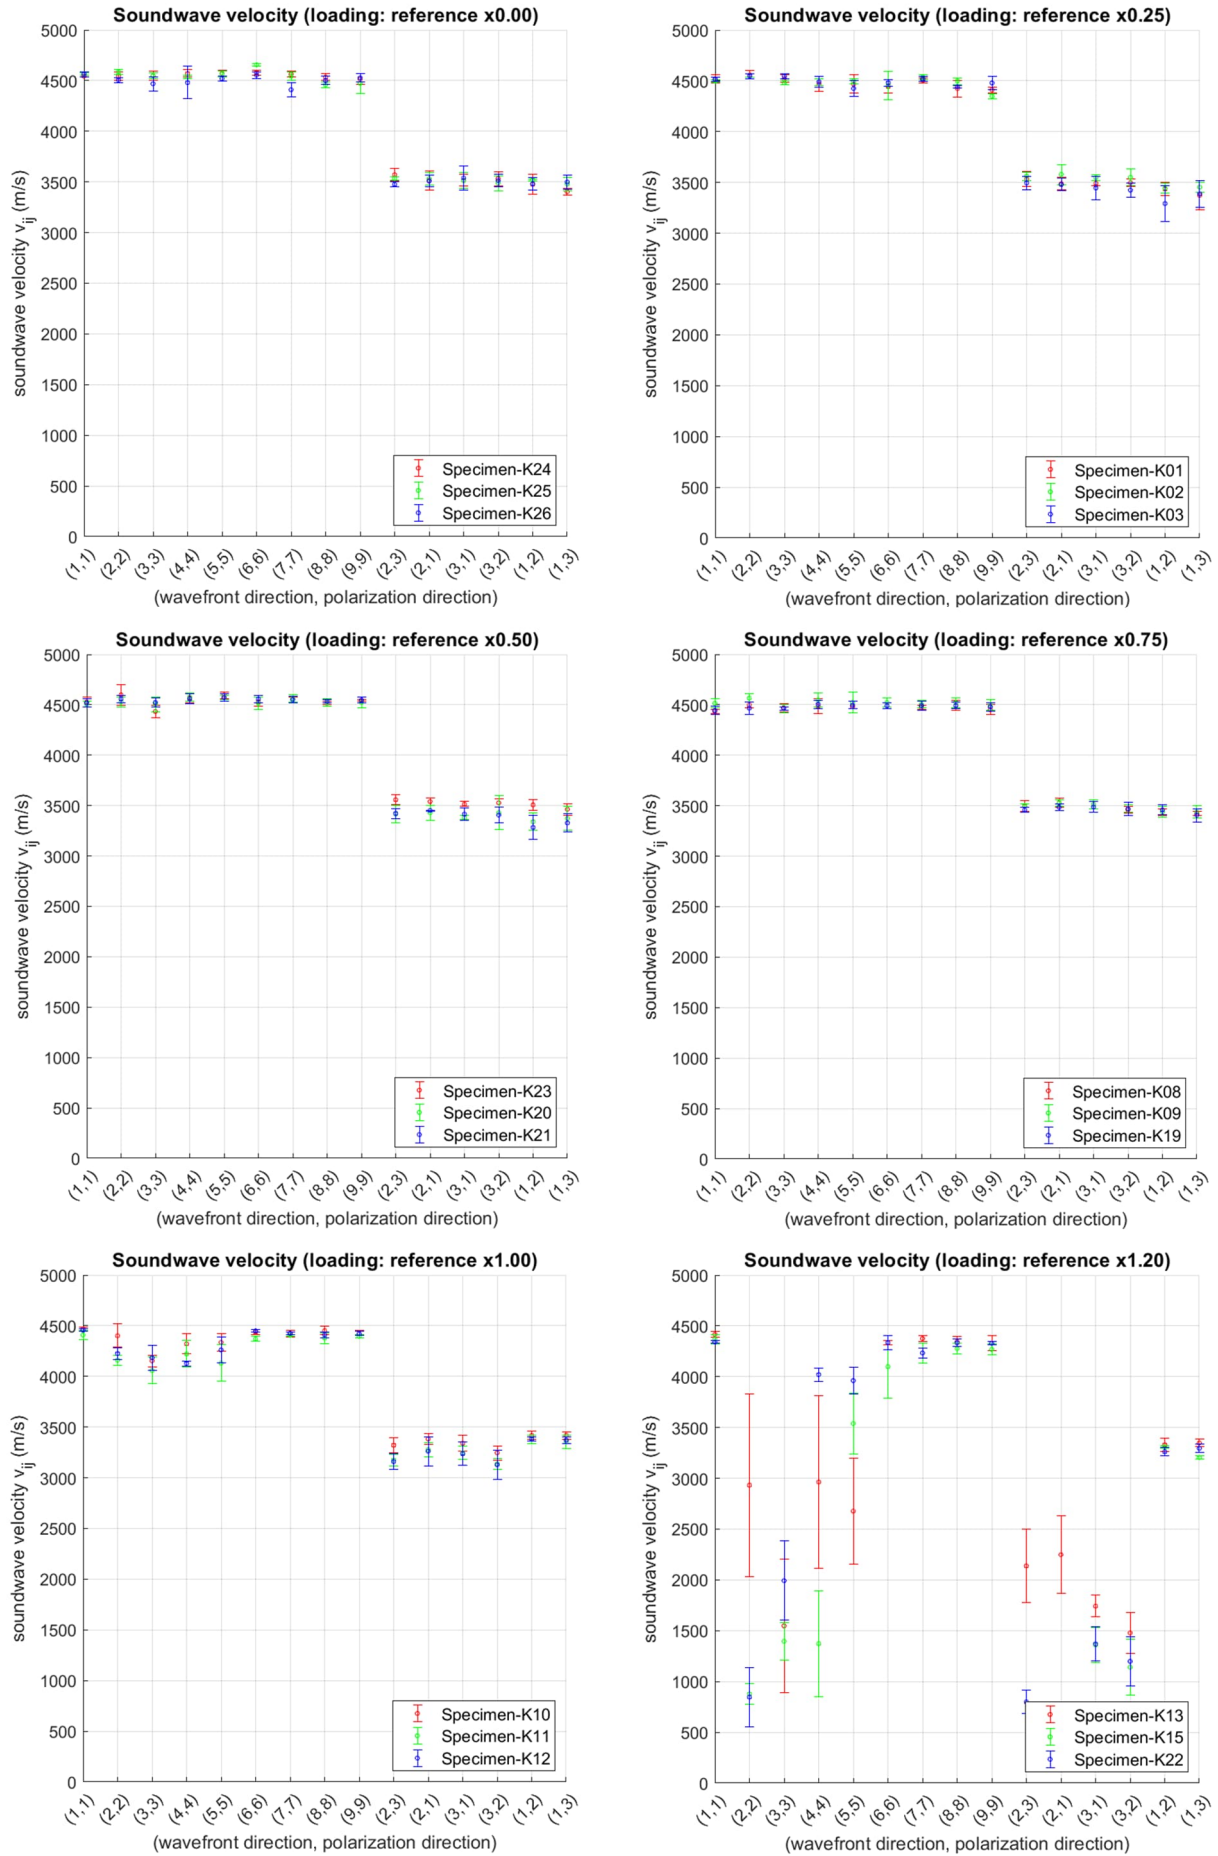 Soundwave velocity (loading: reference x0.00)
5000
4500
4000
3500
3000
2500
2000
1500
1000
500
0
soundwave velocity v_ij (m/s)
Specimen-K24
Specimen-K25
Specimen-K26
(1,1) (2,2) (3,3) (4,4) (5,5) (6,6) (7,7) (8,8) (9,9) (2,3) (2,1) (3,1) (3,2) (1,2) (1,3)
(wavefront direction, polarization direction)
Soundwave velocity (loading: reference x0.25)
5000
4500
4000
3500
3000
2500
2000
1500
1000
500
0
soundwave velocity v_ij (m/s)
Specimen-K01
Specimen-K02
Specimen-K03
(1,1) (2,2) (3,3) (4,4) (5,5) (6,6) (7,7) (8,8) (9,9) (2,3) (2,1) (3,1) (3,2) (1,2) (1,3)
(wavefront direction, polarization direction)
Soundwave velocity (loading: reference x0.50)
5000
4500
4000
3500
3000
2500
2000
1500
1000
500
0
soundwave velocity v_ij (m/s)
Specimen-K23
Specimen-K20
Specimen-K21
(1,1) (2,2) (3,3) (4,4) (5,5) (6,6) (7,7) (8,8) (9,9) (2,3) (2,1) (3,1) (3,2) (1,2) (1,3)
(wavefront direction, polarization direction)
Soundwave velocity (loading: reference x0.75)
5000
4500
4000
3500
3000
2500
2000
1500
1000
500
0
soundwave velocity v_ij (m/s)
Specimen-K08
Specimen-K09
Specimen-K19
(1,1) (2,2) (3,3) (4,4) (5,5) (6,6) (7,7) (8,8) (9,9) (2,3) (2,1) (3,1) (3,2) (1,2) (1,3)
(wavefront direction, polarization direction)
Soundwave velocity (loading: reference x1.00)
5000
4500
4000
3500
3000
2500
2000
1500
1000
500
0
soundwave velocity v_ij (m/s)
Specimen-K10
Specimen-K11
Specimen-K12
(1,1) (2,2) (3,3) (4,4) (5,5) (6,6) (7,7) (8,8) (9,9) (2,3) (2,1) (3,1) (3,2) (1,2) (1,3)
(wavefront direction, polarization direction)
Soundwave velocity (loading: reference x1.20)
5000
4500
4000
3500
3000
2500
2000
1500
1000
500
0
soundwave velocity v_ij (m/s)
Specimen-K13
Specimen-K15
Specimen-K22
(1,1) (2,2) (3,3) (4,4) (5,5) (6,6) (7,7) (8,8) (9,9) (2,3) (2,1) (3,1) (3,2) (1,2) (1,3)
(wavefront direction, polarization direction)